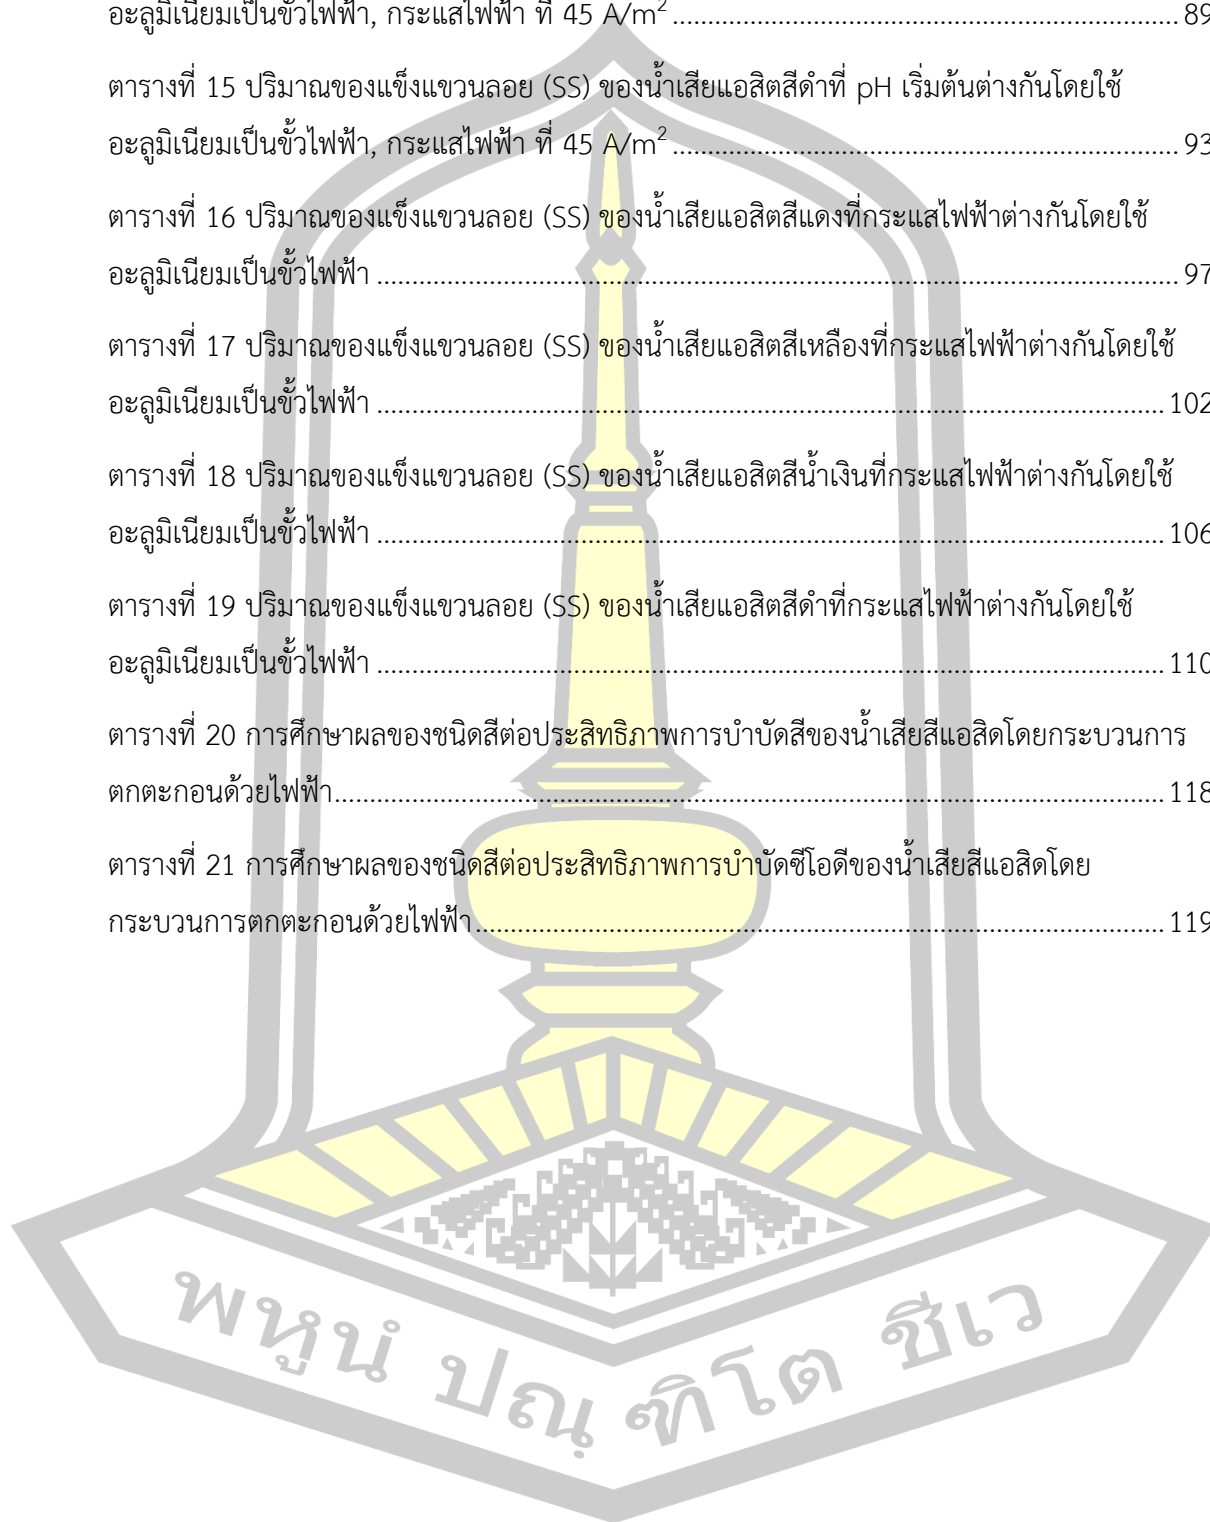 อะลูมิเนียมเป็นขั้วไฟฟ้า, กระแสไฟฟ้า ที่ 45 A/m² ........ 89
ตารางที่ 15 ปริมาณของแข็งแขวนลอย (SS) ของน้ำเสียแอสิตสีดำที่ pH เริ่มต้นต่างกันโดยใช้
อะลูมิเนียมเป็นขั้วไฟฟ้า, กระแสไฟฟ้า ที่ 45 A/m² ........ 93
ตารางที่ 16 ปริมาณของแข็งแขวนลอย (SS) ของน้ำเสียแอสิตสีแดงที่กระแสไฟฟ้าต่างกันโดยใช้
อะลูมิเนียมเป็นขั้วไฟฟ้า ........ 97
ตารางที่ 17 ปริมาณของแข็งแขวนลอย (SS) ของน้ำเสียแอสิตสีเหลืองที่กระแสไฟฟ้าต่างกันโดยใช้
อะลูมิเนียมเป็นขั้วไฟฟ้า ........ 102
ตารางที่ 18 ปริมาณของแข็งแขวนลอย (SS) ของน้ำเสียแอสิตสีน้ำเงินที่กระแสไฟฟ้าต่างกันโดยใช้
อะลูมิเนียมเป็นขั้วไฟฟ้า ........ 106
ตารางที่ 19 ปริมาณของแข็งแขวนลอย (SS) ของน้ำเสียแอสิตสีดำที่กระแสไฟฟ้าต่างกันโดยใช้
อะลูมิเนียมเป็นขั้วไฟฟ้า ........ 110
ตารางที่ 20 การศึกษาผลของชนิดสีต่อประสิทธิภาพการบำบัดสีของน้ำเสียสีแอสิดโดยกระบวนการ
ตกตะกอนด้วยไฟฟ้า ........ 118
ตารางที่ 21 การศึกษาผลของชนิดสีต่อประสิทธิภาพการบำบัดซีโอดีของน้ำเสียสีแอสิดโดย
กระบวนการตกตะกอนด้วยไฟฟ้า ........ 119
พหูนํ ปณฺฑิโต ชีเว